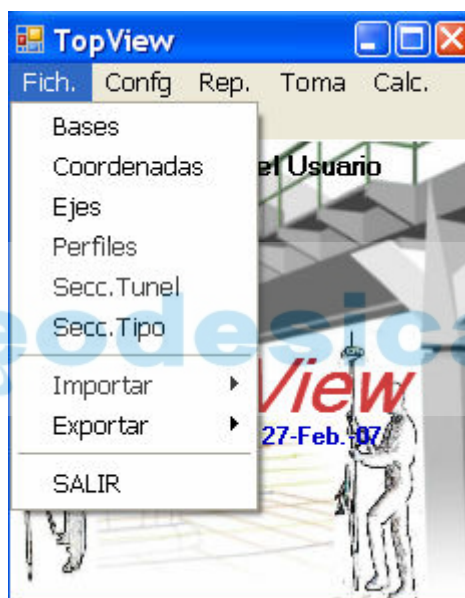 TopView
Fich. Confg Rep. Toma Calc.
Bases
Coordenadas
el Usuario
Ejes
Perfiles
Secc.Tunel
Secc.Tipo
eodesica
Importar
View
Exportar
27-Feb.-07
SALIR